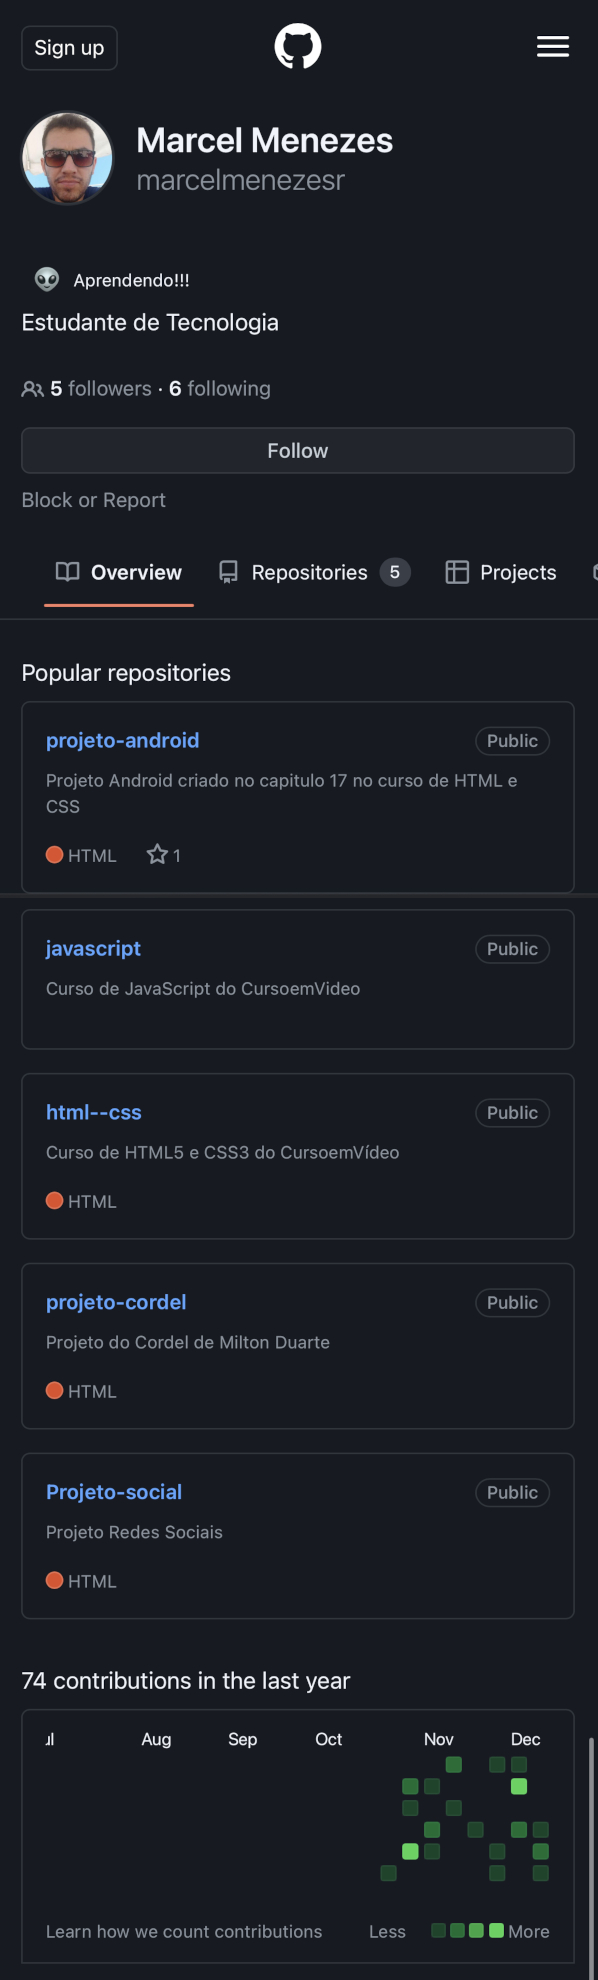 Sign up
Marcel Menezes
marcelmenezesr
Aprendendo!!!
Estudante de Tecnologia
5 followers · 6 following
Follow
Block or Report
Overview Repositories 5 Projects
Popular repositories
projeto-android Public
Projeto Android criado no capitulo 17 no curso de HTML e
CSS
HTML 1
javascript Public
Curso de JavaScript do CursoemVideo
html--css Public
Curso de HTML5 e CSS3 do CursoemVídeo
HTML
projeto-cordel Public
Projeto do Cordel de Milton Duarte
HTML
Projeto-social Public
Projeto Redes Sociais
HTML
74 contributions in the last year
Aug Sep Oct Nov Dec
Learn how we count contributions Less More